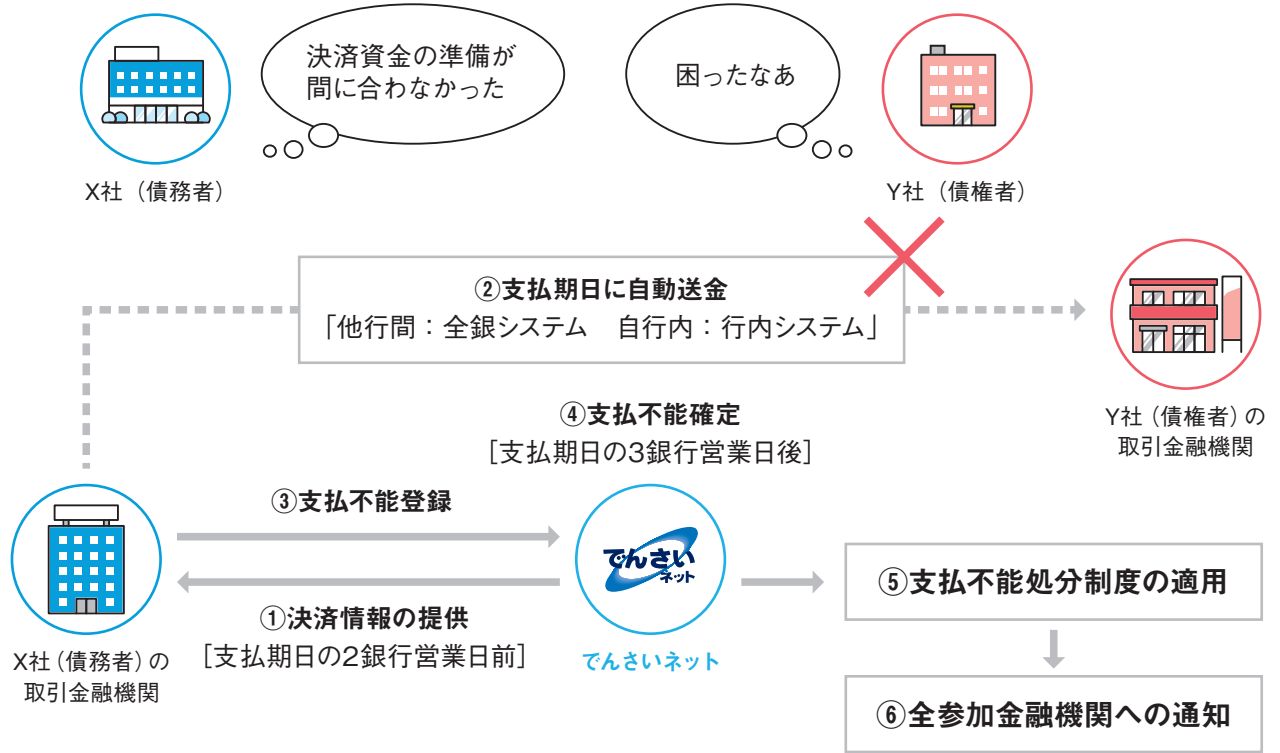 決済資金の準備が
間に合わなかった
困ったなあ
X社（債務者）
Y社（債権者）
②支払期日に自動送金
「他行間：全銀システム　自行内：行内システム」
Y社（債権者）の
取引金融機関
④支払不能確定
［支払期日の3銀行営業日後］
③支払不能登録
でんさい
ネット
①決済情報の提供
［支払期日の2銀行営業日前］
X社（債務者）の
取引金融機関
でんさいネット
⑤支払不能処分制度の適用
⑥全参加金融機関への通知